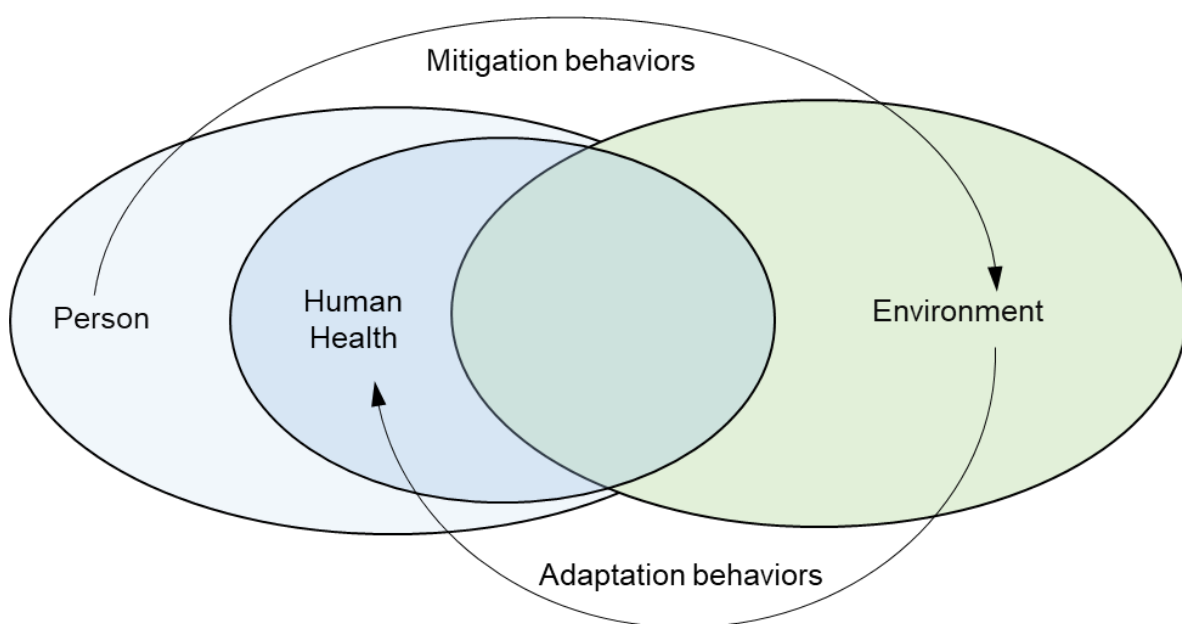 Mitigation behaviors
Person
Human
Health
Environment
Adaptation behaviors